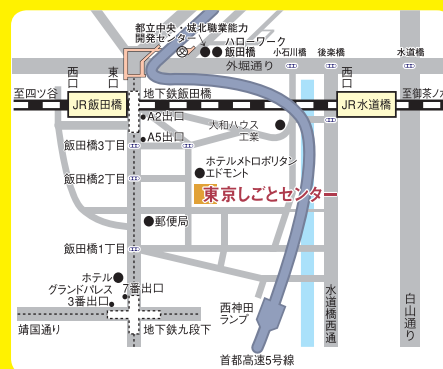 都立中央・城北職業能力
開発センター
ハローワーク
飯田橋
小石川橋
後楽橋
水道橋
外堀通り
西口
東口
西口
至四ツ谷
JR飯田橋
地下鉄飯田橋
JR水道橋
至御茶ノ水
A2出口
大和ハウス
工業
A5出口
飯田橋3丁目
ホテルメトロポリタン
エドモント
飯田橋2丁目
東京しごとセンター
郵便局
飯田橋1丁目
ホテル
グランドパレス
7番出口
3番出口
西神田
ランプ
水道橋西通
白山通り
靖国通り
地下鉄九段下
首都高速5号線